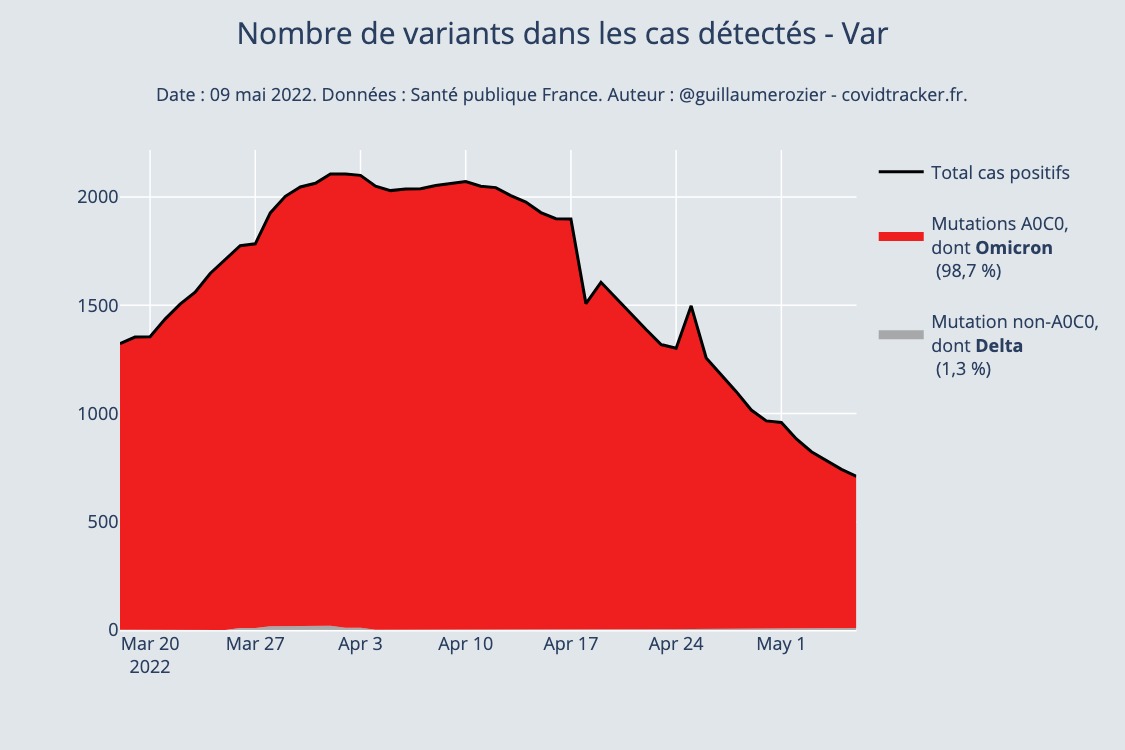 Nombre de variants dans les cas détectés - Var
Date : 09 mai 2022. Données : Santé publique France. Auteur : @guillaumerozier - covidtracker.fr.
Total cas positifs
Mutations A0C0,
dont Omicron
(98,7 %)
Mutation non-A0C0,
dont Delta
(1,3 %)
2000
1500
1000
500
0
Mar 20
2022
Mar 27
Apr 3
Apr 10
Apr 17
Apr 24
May 1